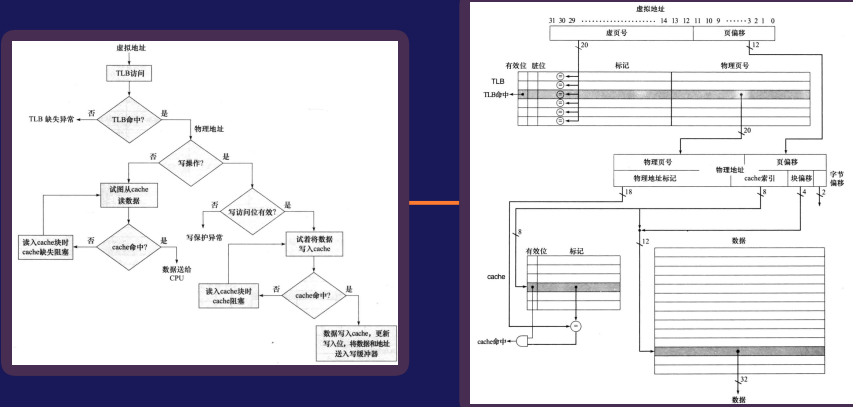 虚拟地址
TLB访问
TLB命中?
否
是
TLB 缺失异常
物理地址
写操作?
否
是
试图从cache
读数据
写访问位有效?
否
是
写保护异常
试着将数据
写入cache
cache命中?
否
是
读入cache块时
cache缺失阻塞
数据送给
CPU
cache命中?
否
是
读入cache块时
cache阻塞
数据写入cache，更新
写入位，将数据和地址
送入写缓冲器
虚拟地址
31 30 29 ···················· 14 13 12 11 10 9 ······3 2 1 0
虚页号
页偏移
20
12
有效位 脏位
标记
物理页号
TLB
TLB命中
=
=
=
=
=
=
20
物理页号
页偏移
物理地址
物理地址标记
cache索引
块偏移
字节
偏移
18
8
4
2
8
12
数据
有效位
标记
cache
=
cache命中
32
数据